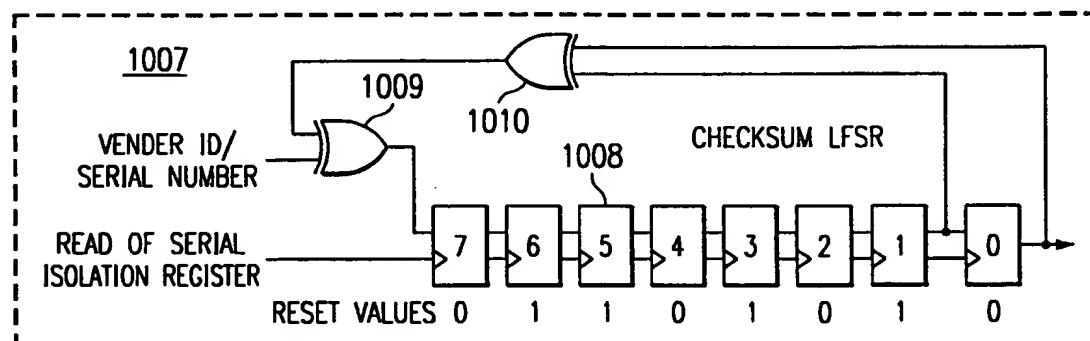 1007
1009
1010
VENDER ID/
SERIAL NUMBER
CHECKSUM LFSR
1008
READ OF SERIAL
ISOLATION REGISTER
7 6 5 4 3 2 1 0
RESET VALUES 0 1 1 0 1 0 1 0